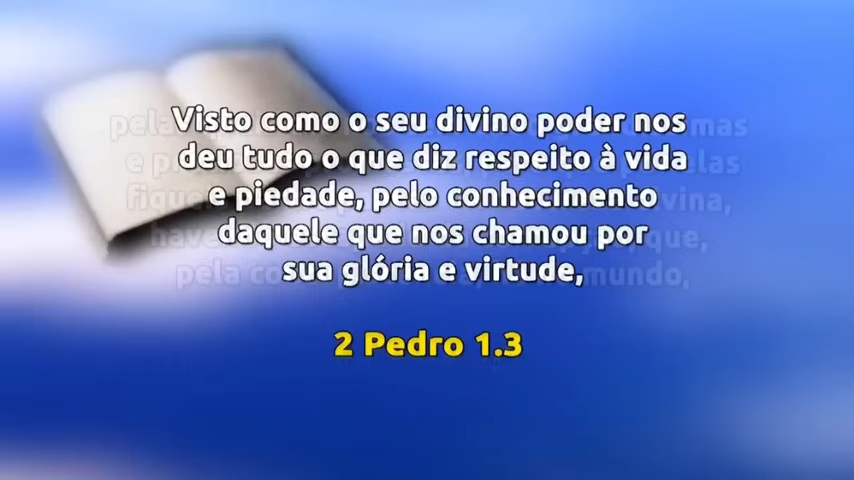 Visto como o seu divino poder nos
deu tudo o que diz respeito à vida
e piedade, pelo conhecimento
daquele que nos chamou por
sua glória e virtude,
2 Pedro 1.3